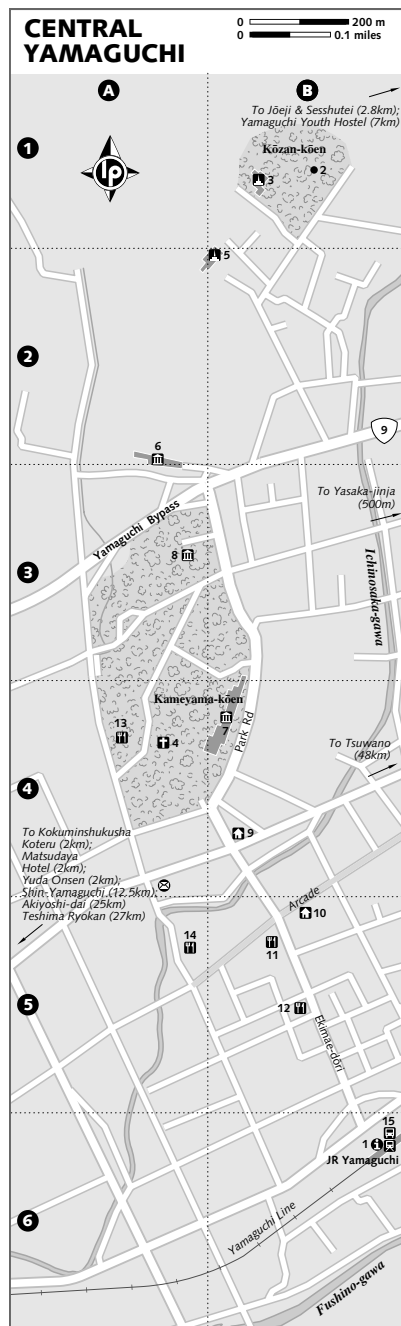 CENTRAL
YAMAGUCHI
0 200 m
0 0.1 miles
A
B
To Jōeji & Sesshutei (2.8km);
Yamaguchi Youth Hostel (7km)
1
lp
Kōzan-kōen
3
2
5
2
6
9
To Yasaka-jinja
(500m)
Yamaguchi Bypass
8
3
Ichinosaka-gawa
Kameyama-kōen
13
4
7
Park Rd
To Tsuwano
(48km)
4
To Kokuminshukusha
Koteru (2km);
Matsudaya
Hotel (2km);
Yuda Onsen (2km);
Shin-Yamaguchi (12.5km);
Akiyoshi-dai (25km)
Teshima Ryokan (27km)
9
Arcade
10
14
11
5
12
Ekimae-dōri
15
1
JR Yamaguchi
6
Yamaguchi Line
Fushino-gawa